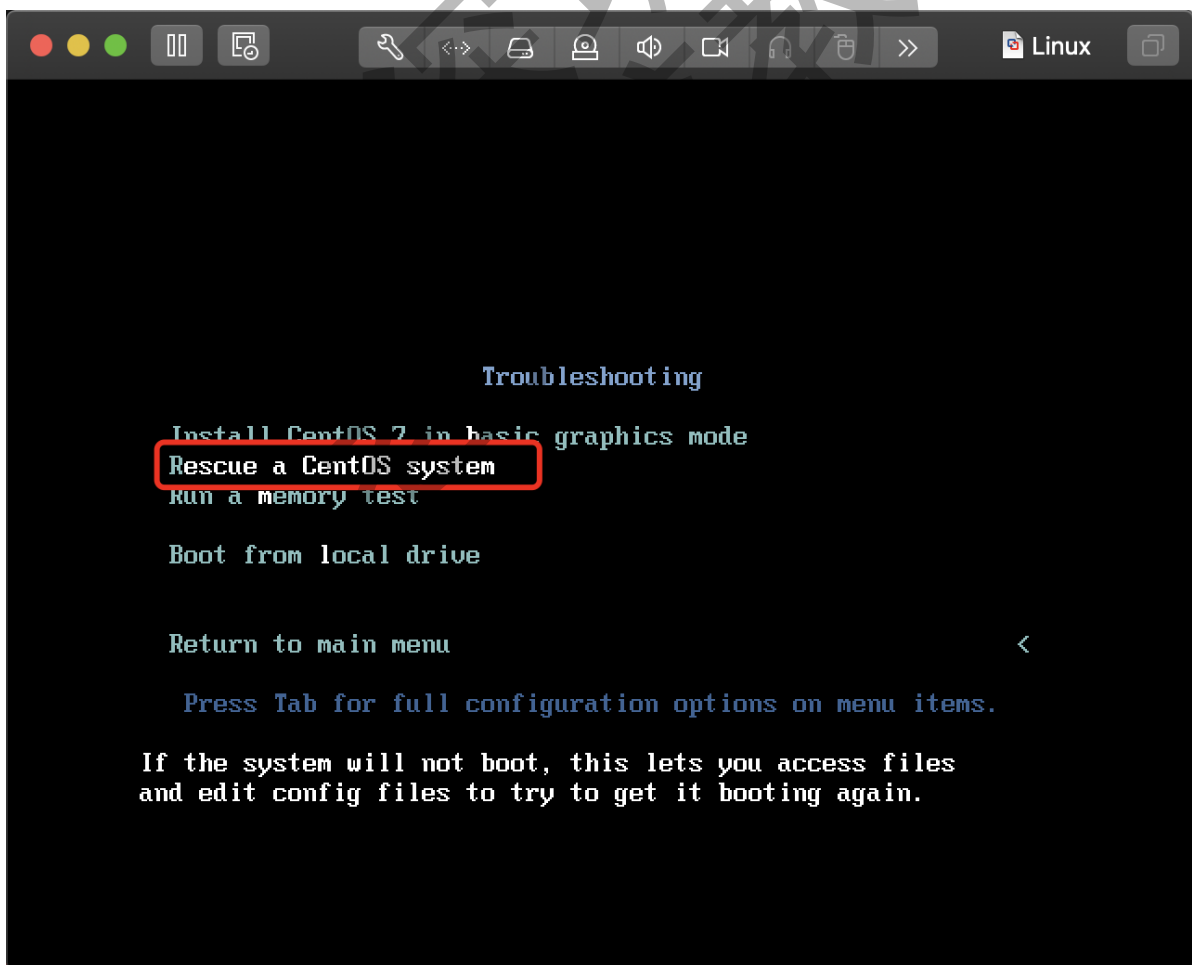 Linux
Troubleshooting
Install CentOS 7 in basic graphics mode
Rescue a CentOS system
Run a memory test
Boot from local drive
Return to main menu <
Press Tab for full configuration options on menu items.
If the system will not boot, this lets you access files
and edit config files to try to get it booting again.